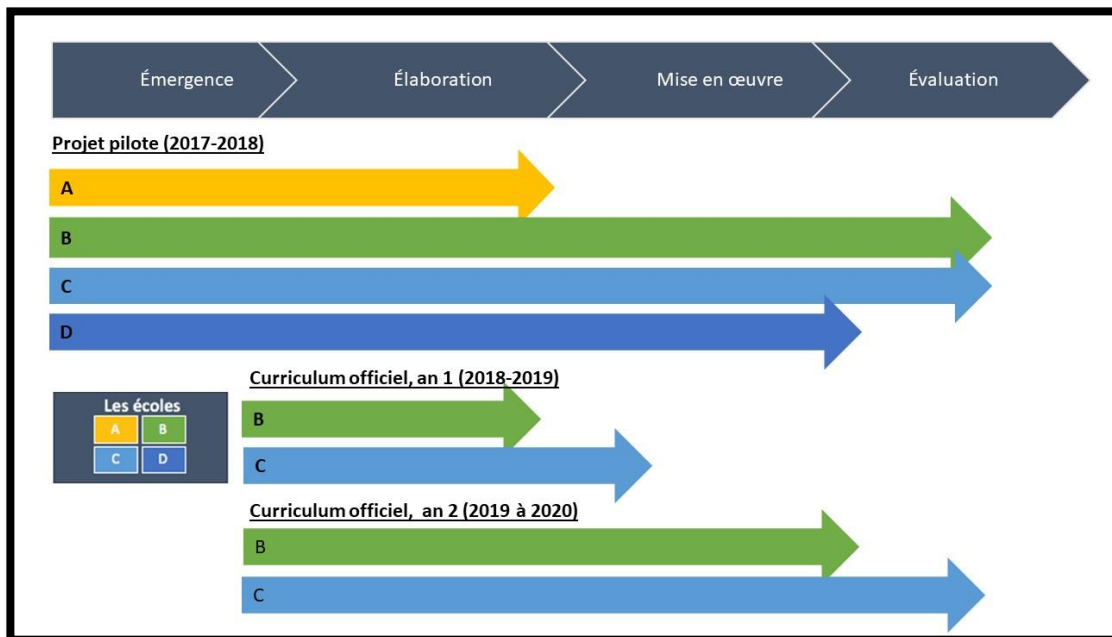 Émergence
Élaboration
Mise en œuvre
Évaluation
Projet pilote (2017-2018)
A
B
C
D
Curriculum officiel, an 1 (2018-2019)
B
C
Les écoles
A B
C D
Curriculum officiel, an 2 (2019 à 2020)
B
C